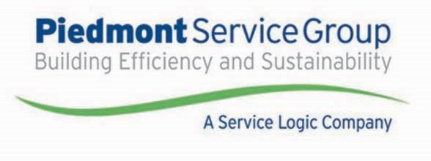 Piedmont Service Group
Building Efficiency and Sustainability
A Service Logic Company